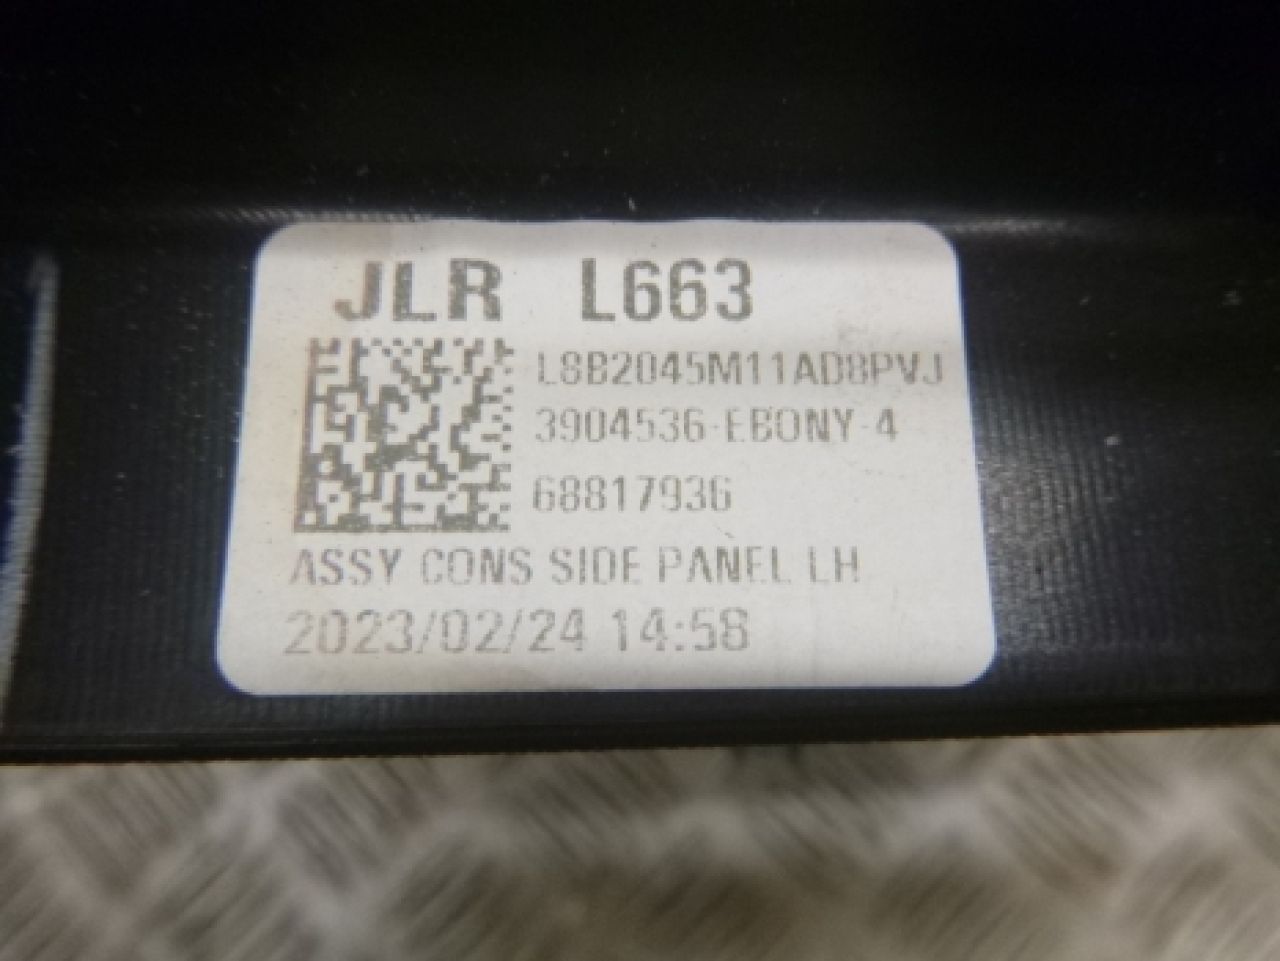 JLR L663
L8B2045M11AD8PVJ
3904536-EBONY-4
68817936
ASSY CONS SIDE PANEL LH
2023/02/24 14:58